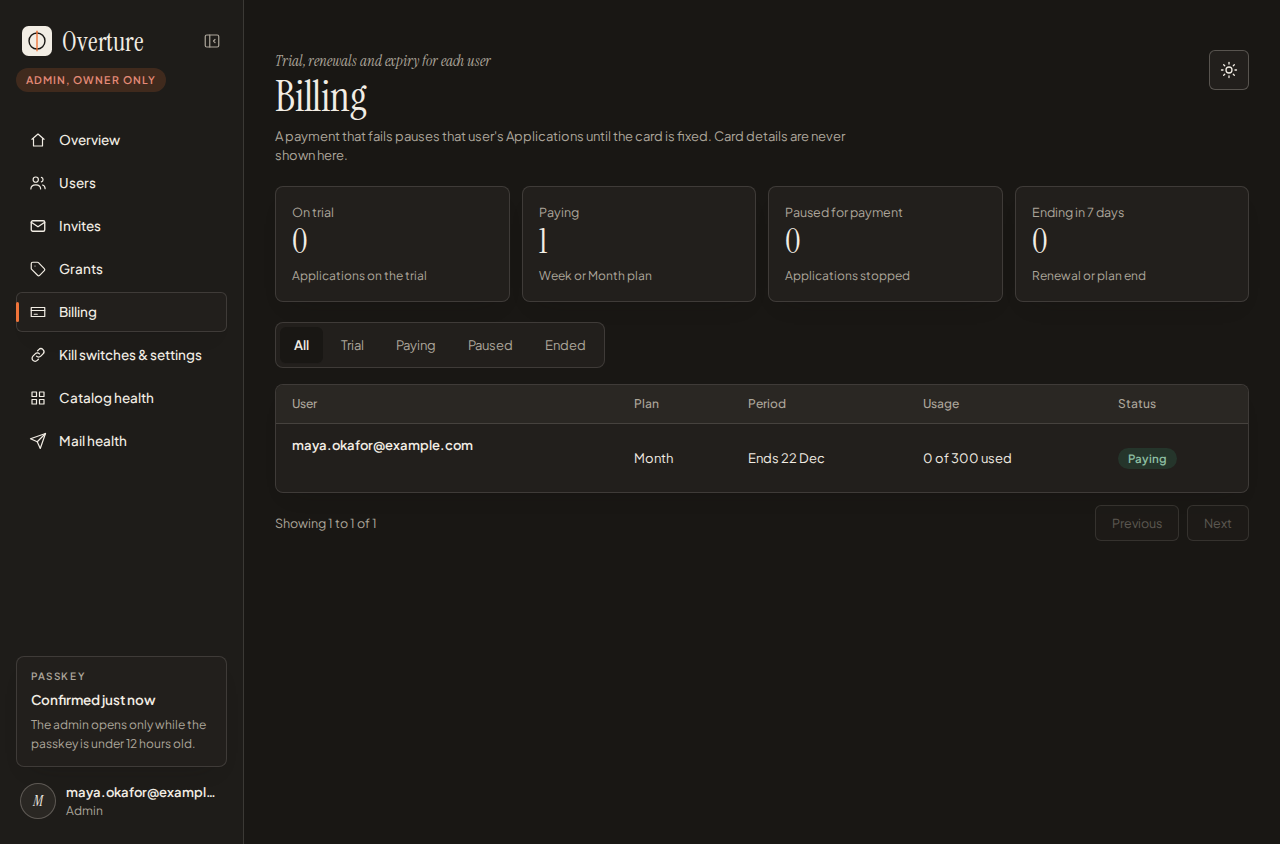 Overture
ADMIN, OWNER ONLY
Overview
Users
Invites
Grants
Billing
Kill switches & settings
Catalog health
Mail health
PASSKEY
Confirmed just now
The admin opens only while the
passkey is under 12 hours old.
M
maya.okafor@exampl...
Admin
Trial, renewals and expiry for each user
Billing
A payment that fails pauses that user's Applications until the card is fixed. Card details are never
shown here.
On trial
0
Applications on the trial
Paying
1
Week or Month plan
Paused for payment
0
Applications stopped
Ending in 7 days
0
Renewal or plan end
All Trial Paying Paused Ended
User Plan Period Usage Status
maya.okafor@example.com Month Ends 22 Dec 0 of 300 used Paying
Showing 1 to 1 of 1
Previous Next